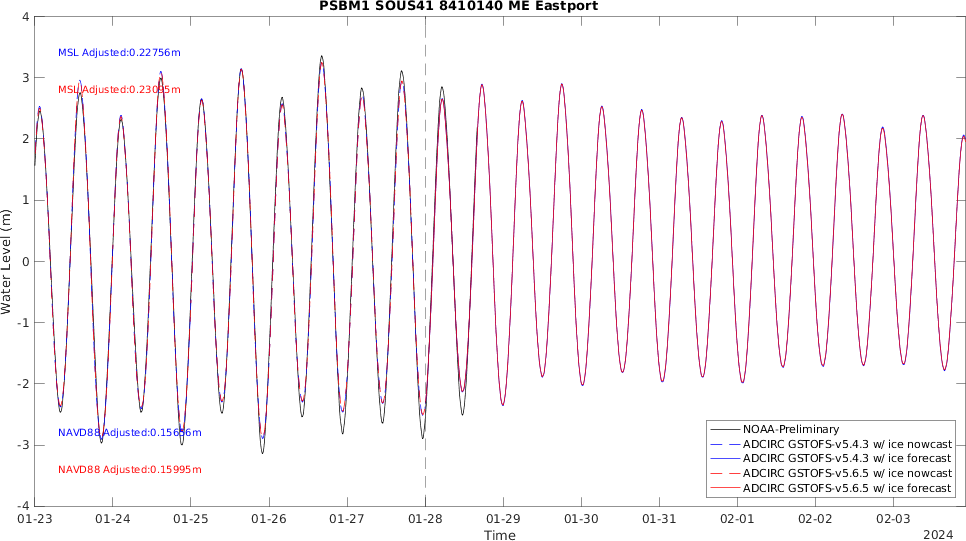 PSBM1 SOUS41 8410140 ME Eastport
4
MSL Adjusted:0.22756m
3
MSL Adjusted:0.23095m
2
1
0
-1
-2
-3
-4
Water Level (m)
NAVD88 Adjusted:0.15656m
NAVD88 Adjusted:0.15995m
NOAA-Preliminary
ADCIRC GSTOFS-v5.4.3 w/ ice nowcast
ADCIRC GSTOFS-v5.4.3 w/ ice forecast
ADCIRC GSTOFS-v5.6.5 w/ ice nowcast
ADCIRC GSTOFS-v5.6.5 w/ ice forecast
01-23 01-24 01-25 01-26 01-27 01-28 01-29 01-30 01-31 02-01 02-02 02-03
Time
2024